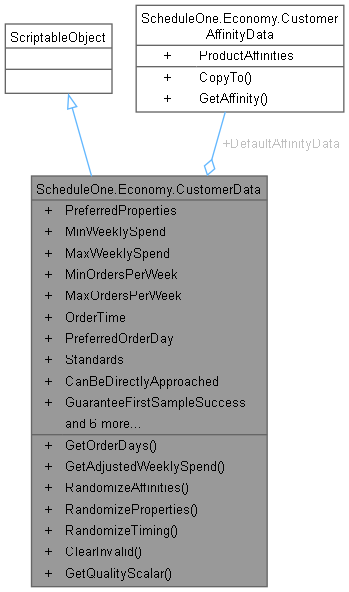 ScriptableObject
ScheduleOne.Economy.Customer
AffinityData
+ ProductAffinities
+ CopyTo()
+ GetAffinity()
+DefaultAffinityData
ScheduleOne.Economy.CustomerData
+ PreferredProperties
+ MinWeeklySpend
+ MaxWeeklySpend
+ MinOrdersPerWeek
+ MaxOrdersPerWeek
+ OrderTime
+ PreferredOrderDay
+ Standards
+ CanBeDirectlyApproached
+ GuaranteeFirstSampleSuccess
and 6 more...
+ GetOrderDays()
+ GetAdjustedWeeklySpend()
+ RandomizeAffinities()
+ RandomizeProperties()
+ RandomizeTiming()
+ ClearInvalid()
+ GetQualityScalar()